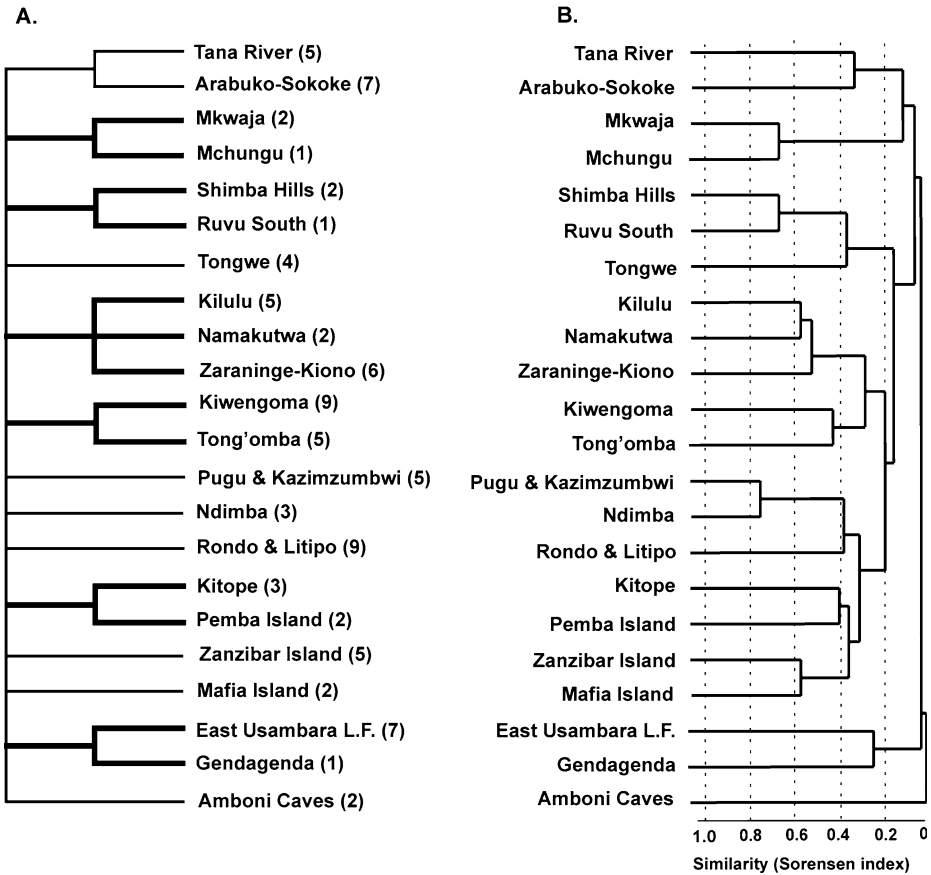 A.
Tana River (5)
Arabuko-Sokoke (7)
Mkwaja (2)
Mchungu (1)
Shimba Hills (2)
Ruvu South (1)
Tongwe (4)
Kilulu (5)
Namakutwa (2)
Zaraninge-Kiono (6)
Kiwengoma (9)
Tong'omba (5)
Pugu & Kazimzumbwi (5)
Ndimba (3)
Rondo & Litipo (9)
Kitope (3)
Pemba Island (2)
Zanzibar Island (5)
Mafia Island (2)
East Usambara L.F. (7)
Gendagenda (1)
Amboni Caves (2)
B.
Tana River
Arabuko-Sokoke
Mkwaja
Mchungu
Shimba Hills
Ruvu South
Tongwe
Kilulu
Namakutwa
Zaraninge-Kiono
Kiwengoma
Tong'omba
Pugu & Kazimzumbwi
Ndimba
Rondo & Litipo
Kitope
Pemba Island
Zanzibar Island
Mafia Island
East Usambara L.F.
Gendagenda
Amboni Caves
1.0 0.8 0.6 0.4 0.2 0
Similarity (Sorensen index)